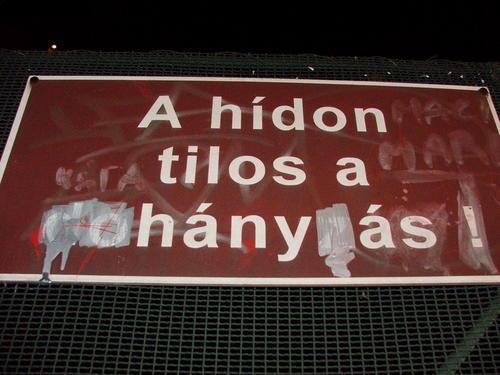 A hídon
tilos a
hány ás !